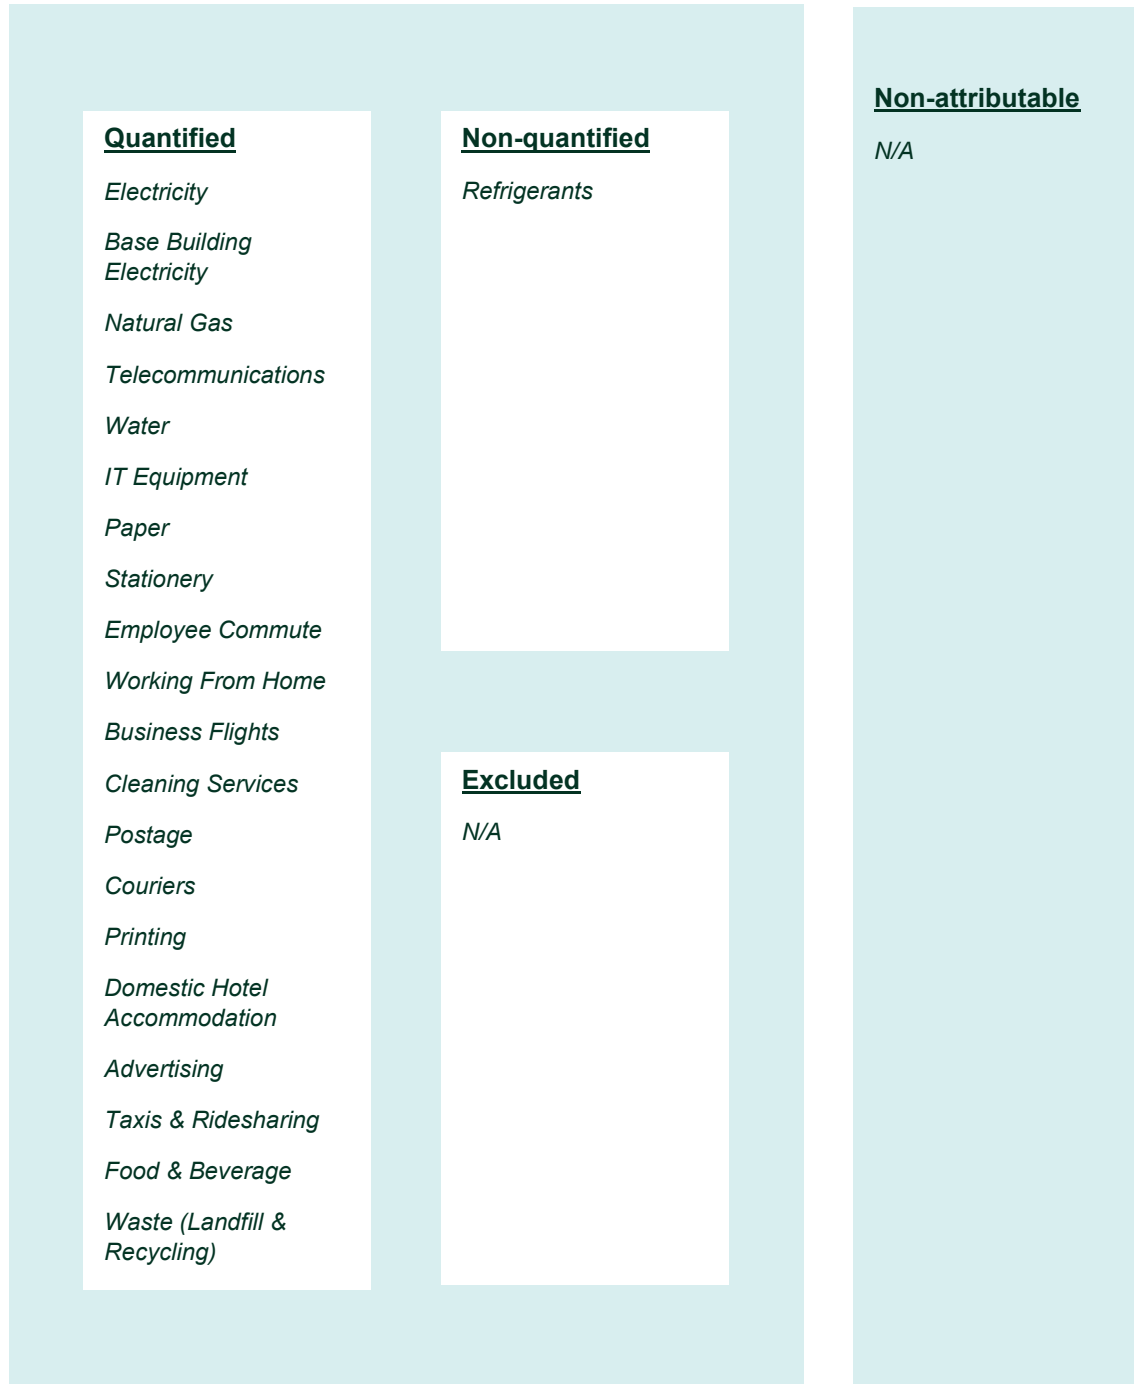 Quantified
Electricity
Base Building
Electricity
Natural Gas
Telecommunications
Water
IT Equipment
Paper
Stationery
Employee Commute
Working From Home
Business Flights
Cleaning Services
Postage
Couriers
Printing
Domestic Hotel
Accommodation
Advertising
Taxis & Ridesharing
Food & Beverage
Waste (Landfill &
Recycling)
Non-quantified
Refrigerants
Excluded
N/A
Non-attributable
N/A